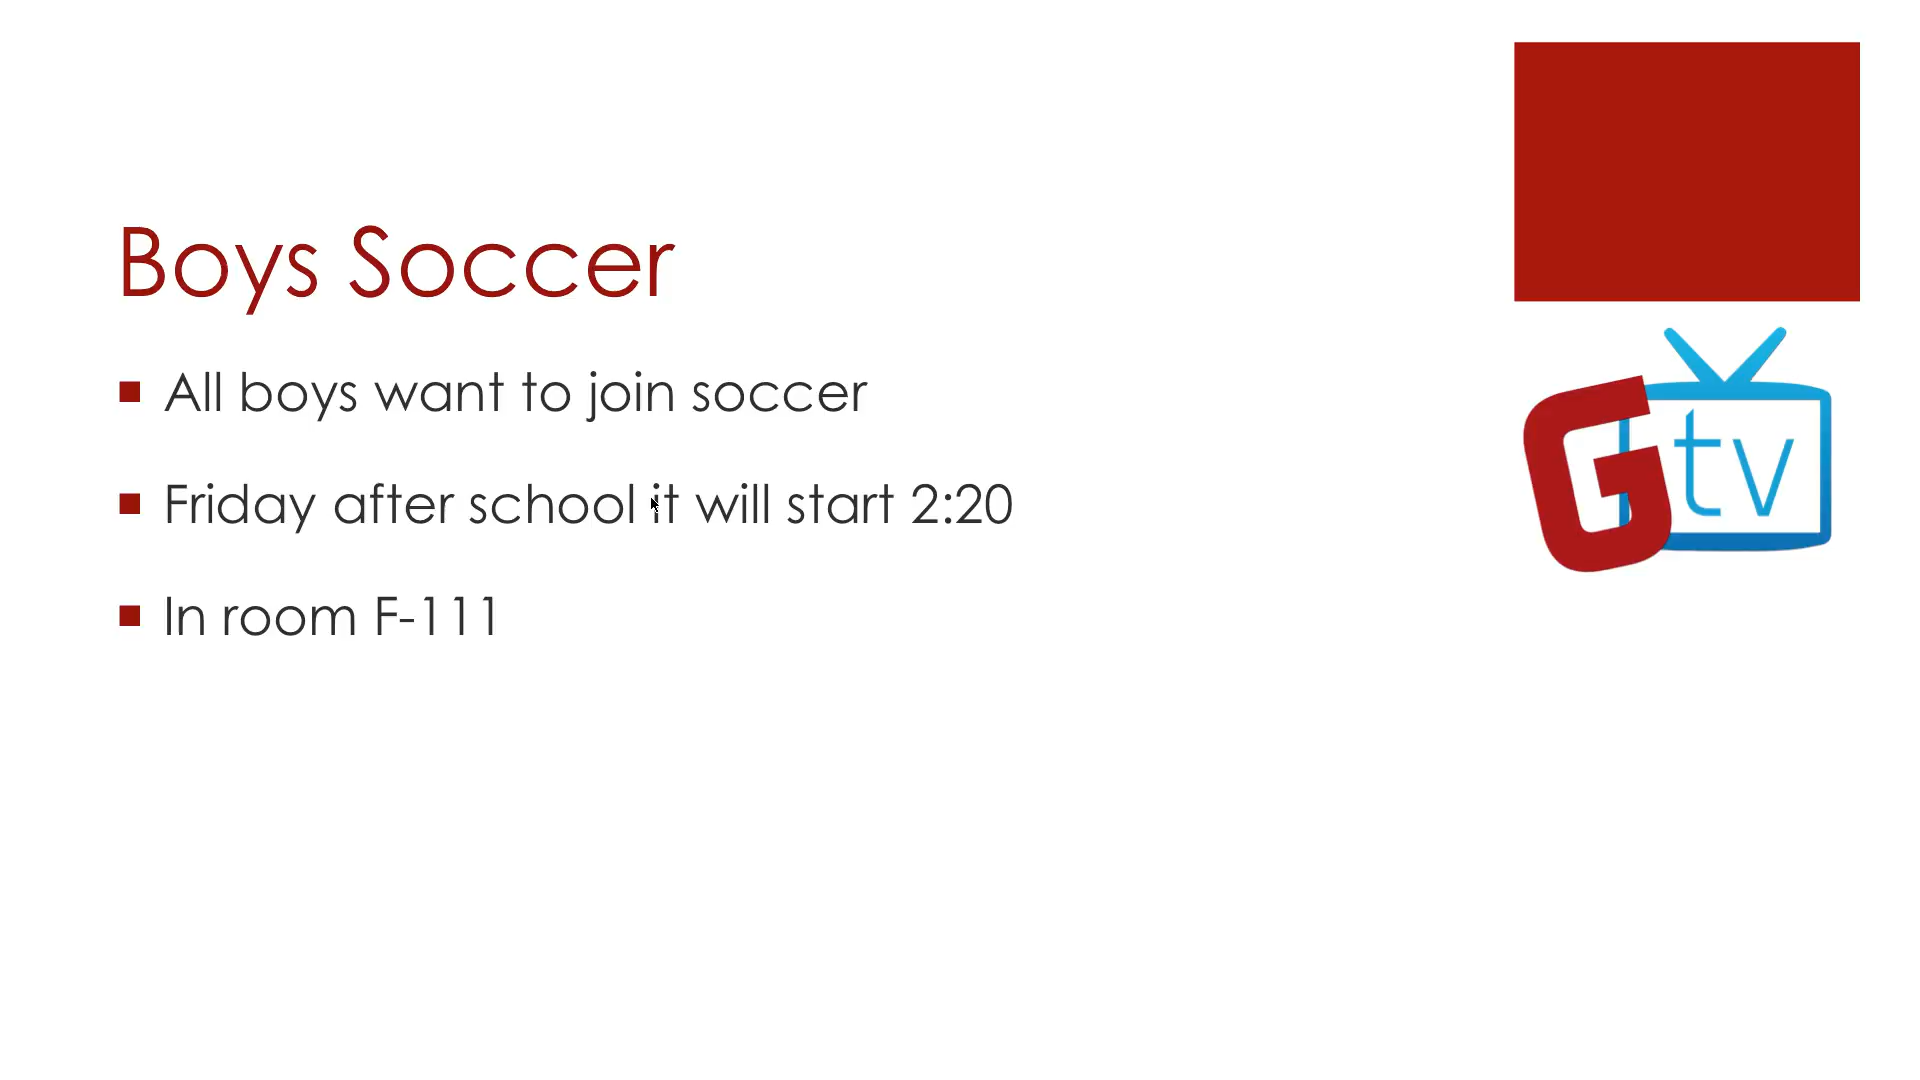 Boys Soccer
All boys want to join soccer
Friday after school it will start 2:20
In room F-111
Gtv